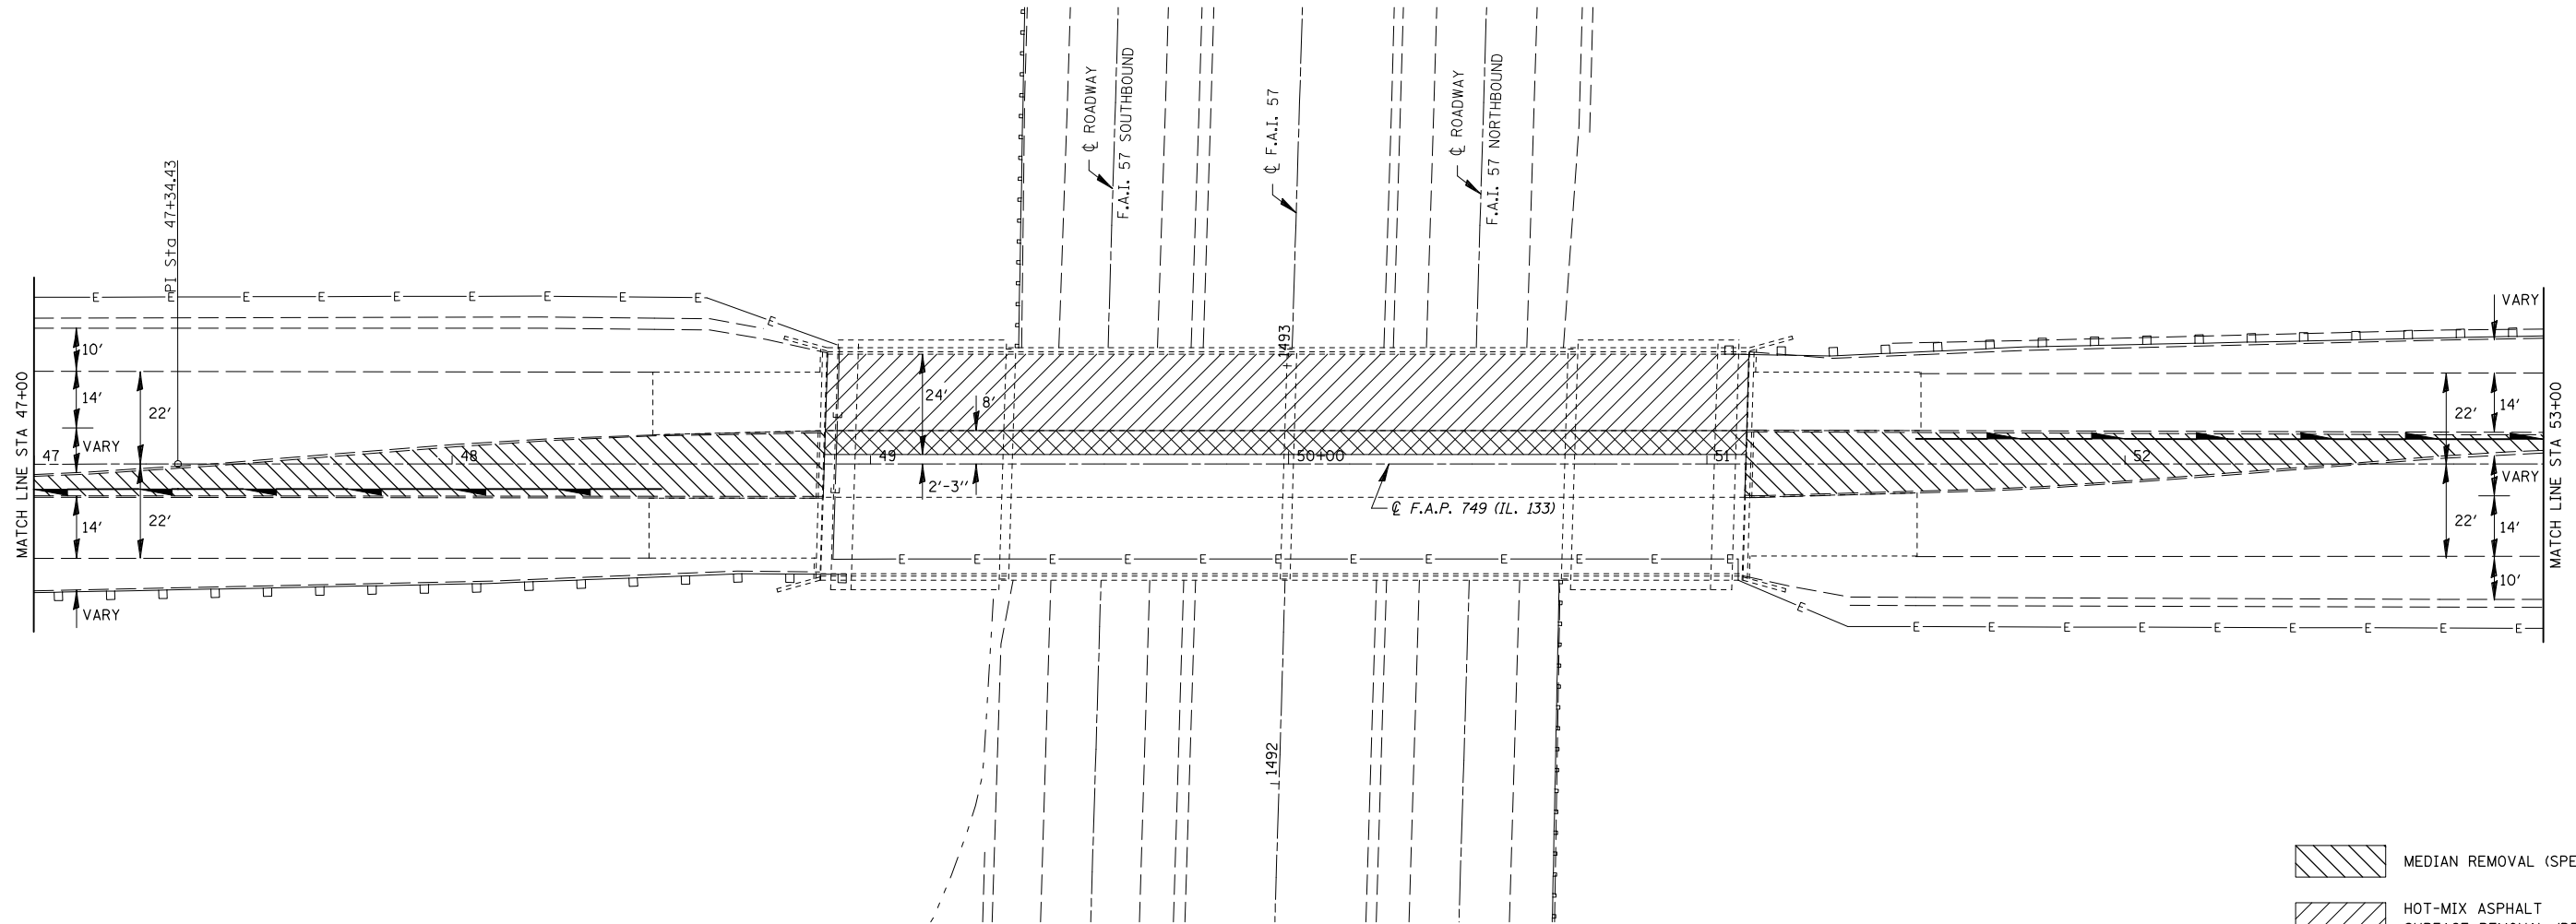 ℄ ROADWAY
F.A.I. 57 SOUTHBOUND
℄ F.A.I. 57
℄ ROADWAY
F.A.I. 57 NORTHBOUND
PI Sta 47+34.43
MATCH LINE STA 47+00
MATCH LINE STA 53+00
E E E E E E E E E E
VARY
10'
14'
22'
VARY
47
48
14'
22'
VARY
1493
24'
8'
49
50+00
51
52
2'-3''
℄ F.A.P. 749 (IL. 133)
E E
E E E E E E E E E E E E
22'
14'
VARY
22'
14'
10'
E E E E E E E E E E
1492
MEDIAN REMOVAL (SPE
HOT-MIX ASPHALT